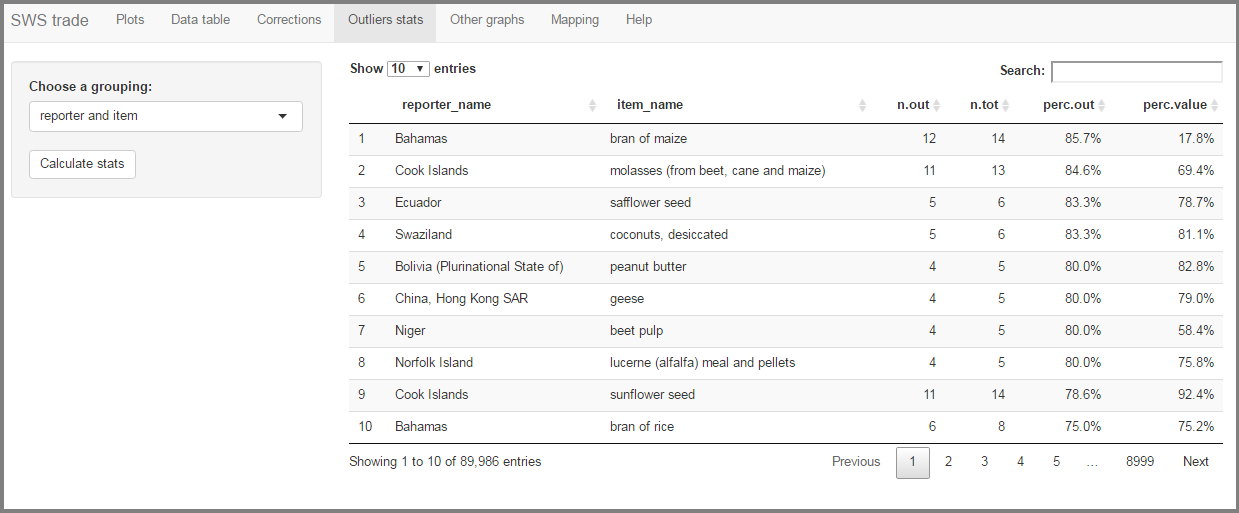 SWS trade Plots Data table Corrections Outliers stats Other graphs Mapping Help
Choose a grouping:
reporter and item
Calculate stats
Show 10 entries Search:
reporter_name item_name n.out n.tot perc.out perc.value
1 Bahamas bran of maize 12 14 85.7% 17.8%
2 Cook Islands molasses (from beet, cane and maize) 11 13 84.6% 69.4%
3 Ecuador safflower seed 5 6 83.3% 78.7%
4 Swaziland coconuts, desiccated 5 6 83.3% 81.1%
5 Bolivia (Plurinational State of) peanut butter 4 5 80.0% 82.8%
6 China, Hong Kong SAR geese 4 5 80.0% 79.0%
7 Niger beet pulp 4 5 80.0% 58.4%
8 Norfolk Island lucerne (alfalfa) meal and pellets 4 5 80.0% 75.8%
9 Cook Islands sunflower seed 11 14 78.6% 92.4%
10 Bahamas bran of rice 6 8 75.0% 75.2%
Showing 1 to 10 of 89,986 entries Previous 1 2 3 4 5 … 8999 Next